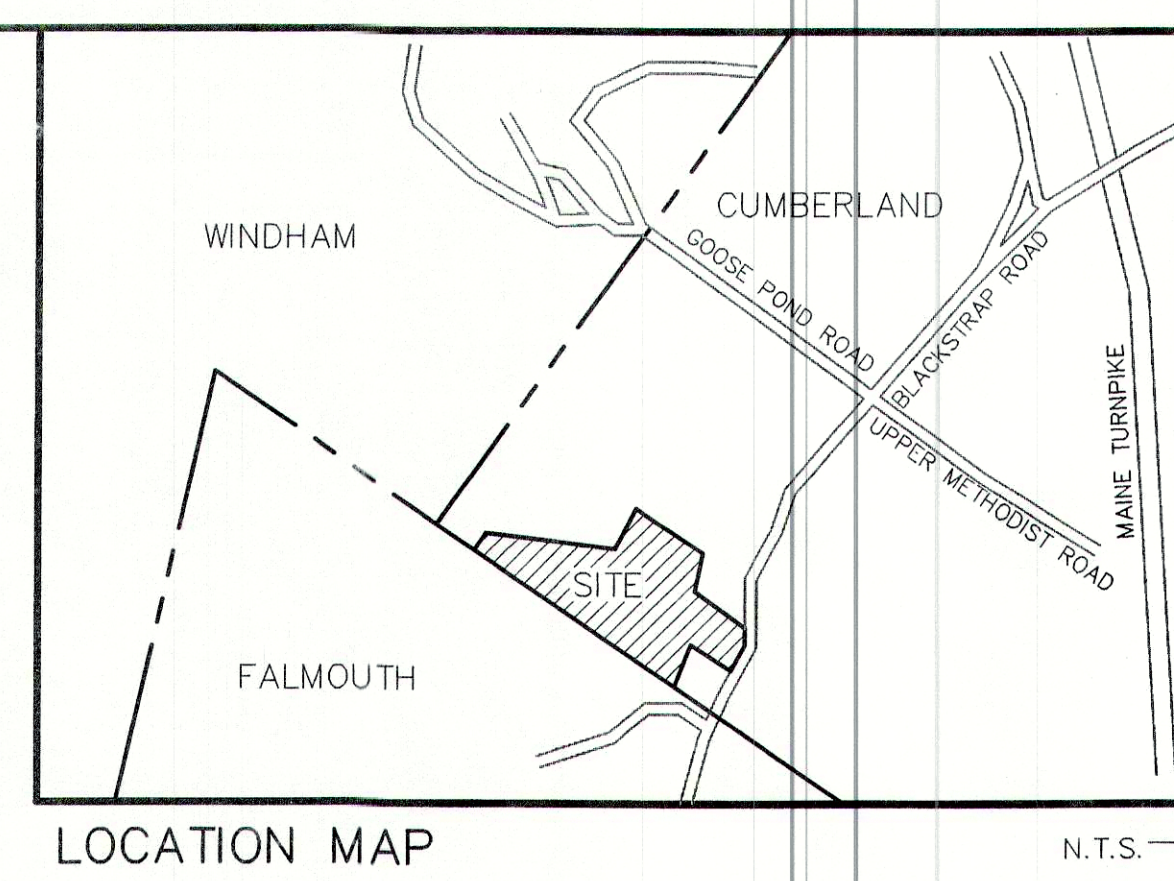 CUMBERLAND
WINDHAM
GOOSE POND ROAD
BLACKSTRAP ROAD
MAINE TURNPIKE
UPPER METHODIST ROAD
SITE
FALMOUTH
LOCATION MAP
N.T.S.